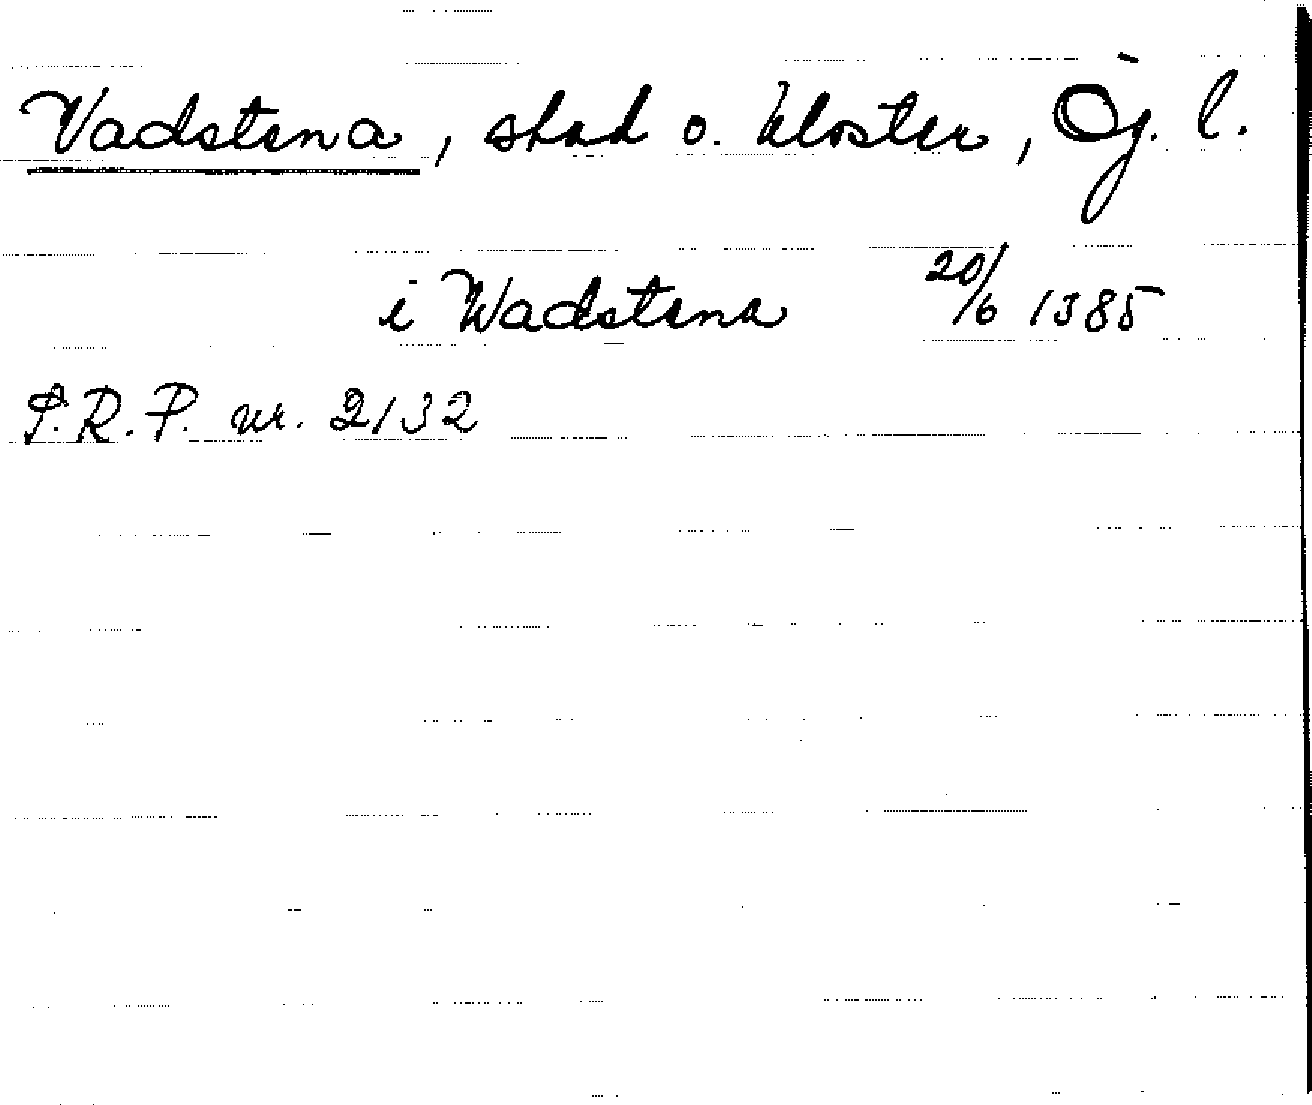 Vadstena, stad o. kloster, Ög. l.
i Wadstena 20/6 1385
S.R.P. nr. 2132